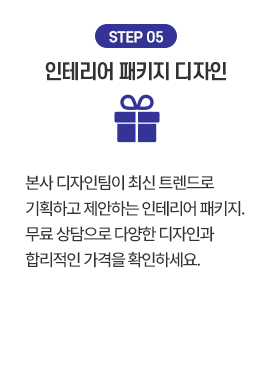 STEP 05
인테리어 패키지 디자인
본사 디자인팀이 최신 트렌드로
기획하고 제안하는 인테리어 패키지.
무료 상담으로 다양한 디자인과
합리적인 가격을 확인하세요.